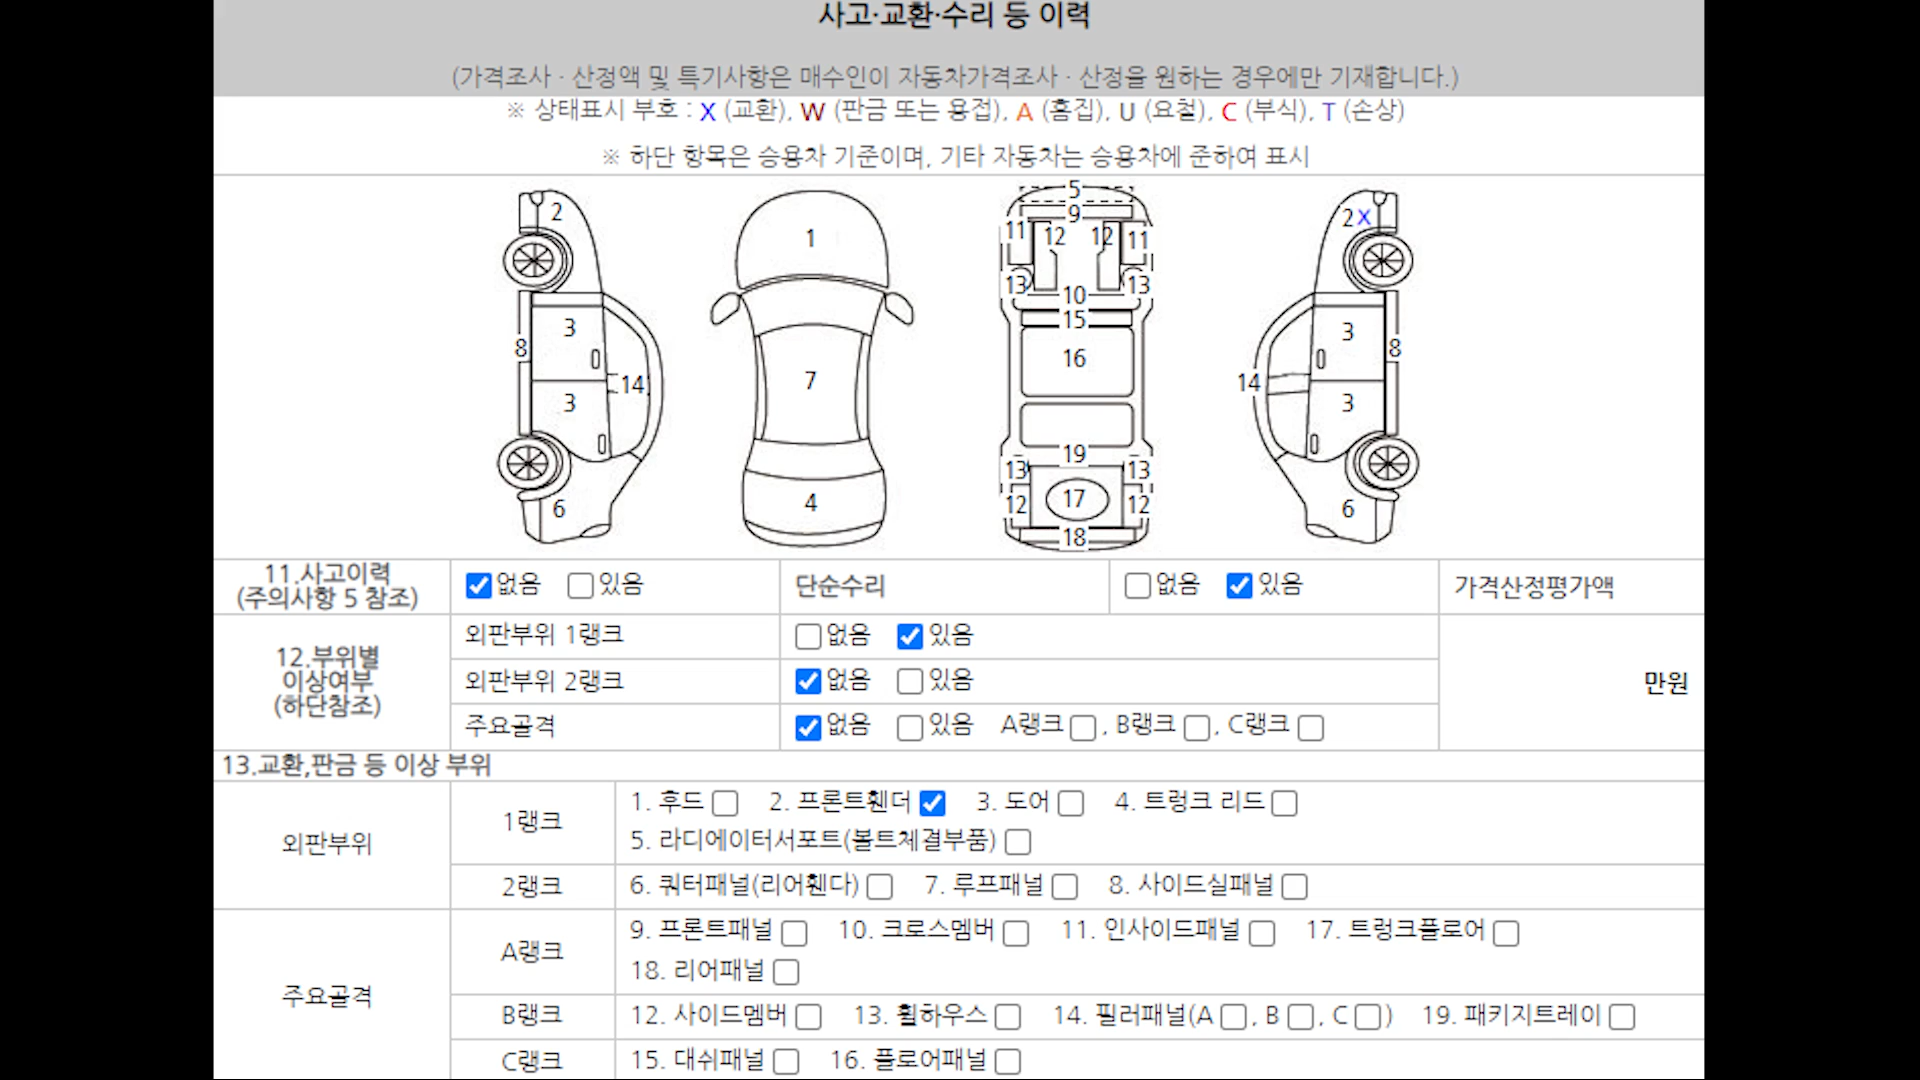 사고·교환·수리 등 이력
(가격조사 · 산정액 및 특기사항은 매수인이 자동차가격조사 · 산정을 원하는 경우에만 기재합니다.)
※ 상태표시 부호 : X (교환), W (판금 또는 용접), A (흠집), U (요철), C (부식), T (손상)
※ 하단 항목은 승용차 기준이며, 기타 자동차는 승용차에 준하여 표시
2
3
8
14
3
6
1
7
4
5
9
11 12 12 11
13 13
10
15
16
19
13 13
12 17 12
18
2X
3
8
14
3
6
11.사고이력
(주의사항 5 참조)
없음 있음
단순수리
없음 있음
가격산정평가액
12.부위별
이상여부
(하단참조)
외판부위 1랭크
없음 있음
외판부위 2랭크
없음 있음
주요골격
없음 있음 A랭크 , B랭크 , C랭크
만원
13.교환,판금 등 이상 부위
외판부위
1랭크
1. 후드 2. 프론트휀더 3. 도어 4. 트렁크 리드
5. 라디에이터서포트(볼트체결부품)
2랭크
6. 쿼터패널(리어휀다) 7. 루프패널 8. 사이드실패널
주요골격
A랭크
9. 프론트패널 10. 크로스멤버 11. 인사이드패널 17. 트렁크플로어
18. 리어패널
B랭크
12. 사이드멤버 13. 휠하우스 14. 필러패널(A , B , C ) 19. 패키지트레이
C랭크
15. 대쉬패널 16. 플로어패널